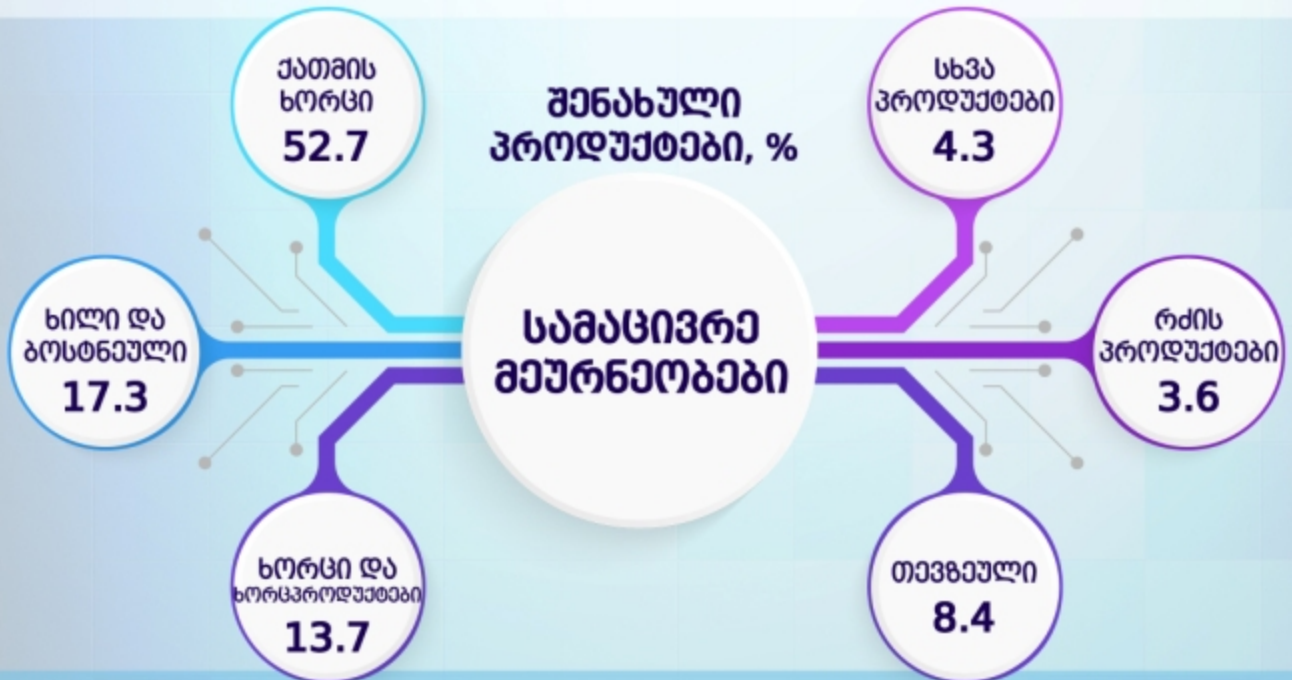 შენახული
პროდუქტები, %
ქათმის
ხორცი
52.7
სხვა
პროდუქტები
4.3
ხილი და
ბოსტნეული
17.3
სამაცივრე
მეურნეობები
რძის
პროდუქტები
3.6
ხორცი და
ხორცპროდუქტები
13.7
თევზეული
8.4